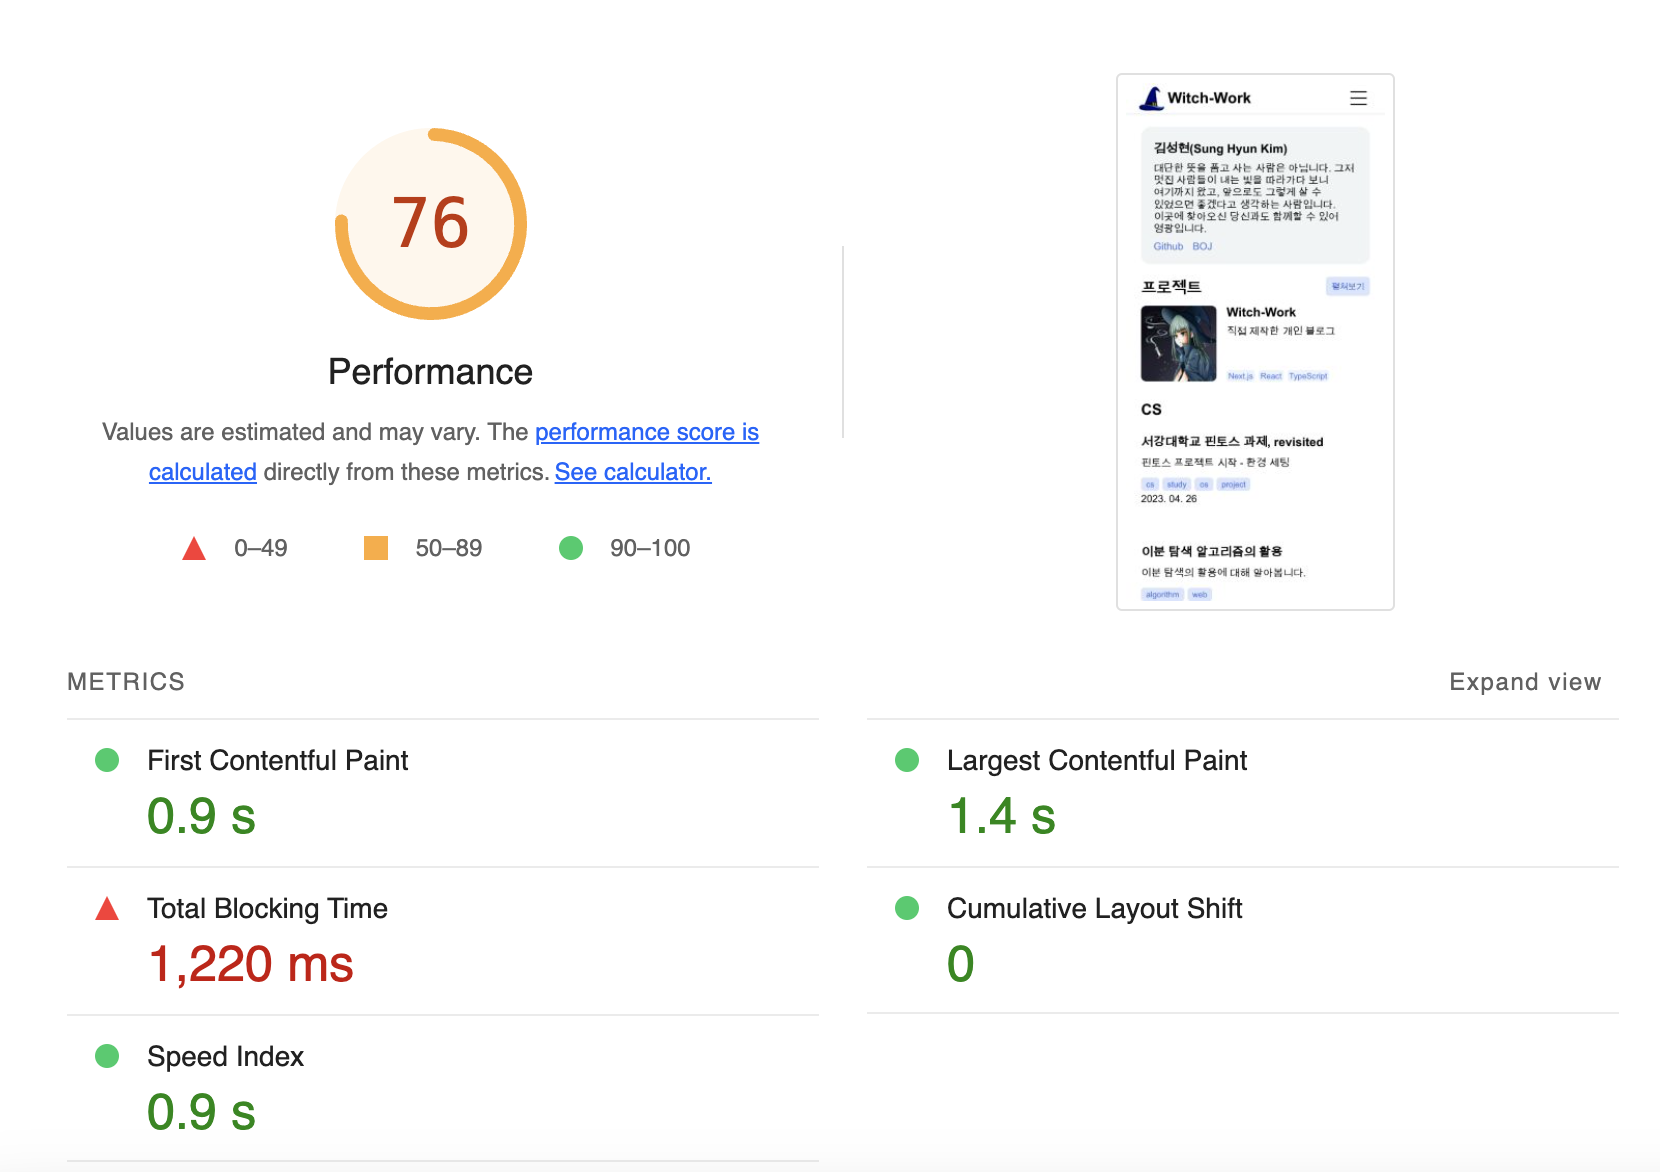 76
Performance
Values are estimated and may vary. The performance score is
calculated directly from these metrics. See calculator.
0–49
50–89
90–100
Witch-Work
김성현(Sung Hyun Kim)
대단한 뜻을 품고 사는 사람은 아닙니다. 그저
멋진 사람들이 내는 빛을 따라가다 보니
여기까지 왔고, 앞으로도 그렇게 살 수
있었으면 좋겠다고 생각하는 사람입니다.
이곳에 찾아오신 당신과도 함께할 수 있어
영광입니다.
Github BOJ
프로젝트
펼쳐보기
Witch-Work
직접 제작한 개인 블로그
Next.js React TypeScript
CS
서강대학교 핀토스 과제, revisited
핀토스 프로젝트 시작 - 환경 세팅
cs study os project
2023. 04. 26
이분 탐색 알고리즘의 활용
이분 탐색의 활용에 대해 알아봅니다.
algorithm web
METRICS
Expand view
First Contentful Paint
0.9 s
Largest Contentful Paint
1.4 s
Total Blocking Time
1,220 ms
Cumulative Layout Shift
0
Speed Index
0.9 s